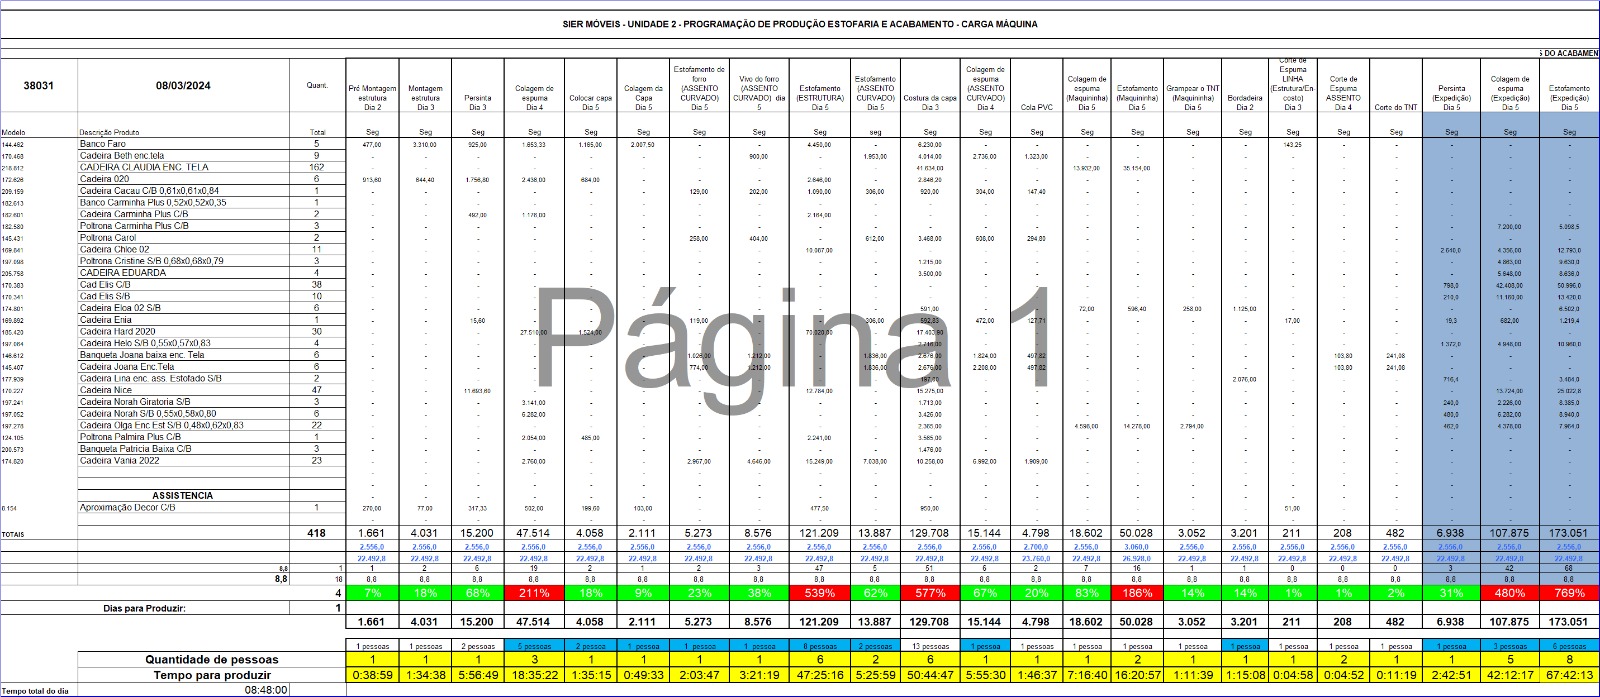 SIER MÓVEIS - UNIDADE 2 - PROGRAMAÇÃO DE PRODUÇÃO ESTOFARIA E ACABAMENTO - CARGA MÁQUINA
S DO ACABAMEN
38031 08/03/2024 Quant. Pré Montagem estrutura Dia 2 Montagem estrutura Dia 3 Persinta Dia 3 Colagem de espuma Dia 4 Colocar capa Dia 5 Colagem da Capa Dia 5 Estofamento de forro (ASSENTO CURVADO) Dia 5 Vivo do forro (ASSENTO CURVADO) dia 5 Estofamento (ESTRUTURA) Dia 5 Estofamento (ASSENTO CURVADO) Dia 5 Costura da capa Dia 3 Colagem de espuma (ASSENTO CURVADO) Dia 4 Cola PVC Colagem de espuma (Maquininha) Dia 5 Estofamento (Maquininha) Dia 5 Grampear o TNT (Maquininha) Dia 5 Bordadeira Dia 2 Corte de Espuma LINHA (Estrutura/En-costo) Dia 3 Corte de Espuma ASSENTO Dia 4 Corte do TNT Persinta (Expedição) Dia 5 Colagem de espuma (Expedição) Dia 5 Estofamento (Expedição) Dia 5
Modelo Descrição Produto Total Seg Seg Seg Seg Seg Seg Seg Seg Seg seg Seg Seg Seg Seg Seg Seg Seg Seg Seg Seg Seg Seg Seg
144.462 Banco Faro 5 477,00 3.310,00 925,00 1.653,33 1.165,00 2.007,50 - - 4.450,00 - 6.230,00 - - - - - - 143,25 - - - - -
170.468 Cadeira Beth enc.tela 9 - - - - - - - 900,00 - 1.953,00 4.014,00 2.736,00 1.323,00 - - - - - - - - - -
218.612 CADEIRA CLAUDIA ENC. TELA 162 - - - - - - - - - - 41.634,00 - - 13.932,00 35.154,00 - - - - - - - -
172.626 Cadeira 020 6 913,60 644,40 1.756,80 2.438,00 684,00 - - - 2.646,00 - 2.846,20 - - - - - - - - - - - -
209.159 Cadeira Cacau C/B 0,61x0,61x0,84 1 - - - - - - 129,00 202,00 1.090,00 306,00 920,00 304,00 147,40 - - - - - - - - - -
182.613 Banco Carminha Plus 0,52x0,52x0,35 1
182.601 Cadeira Carminha Plus C/B 2 - - 492,00 1.176,00 - - - - 2.164,00 - - - - - - - - - - - - - -
182.580 Poltrona Carminha Plus C/B 3 7.200,00 5.098,5
145.431 Poltrona Carol 2 - - - - - - 258,00 404,00 - 612,00 3.468,00 608,00 294,80 - - - - - - - - - -
169.841 Cadeira Chloe 02 11 10.087,00 2.640,0 4.356,00 12.793,0
197.098 Poltrona Cristine S/B 0,68x0,68x0,79 3 1.215,00 4.863,00 9.630,0
205.758 CADEIRA EDUARDA 4 3.500,00 5.648,00 8.636,0
170.383 Cad Elis C/B 38 798,0 42.408,00 50.996,0
170.341 Cad Elis S/B 10 210,0 11.160,00 13.420,0
174.801 Cadeira Eloa 02 S/B 6 591,00 72,00 596,40 258,00 1.125,00 6.502,0
169.892 Cadeira Enia 1 15,60 119,00 306,00 592,83 472,00 127,71 17,00 19,3 682,00 1.219,4
185.420 Cadeira Hard 2020 30 27.510,00 1.524,00 70.020,00 17.403,90
197.064 Cadeira Helo S/B 0,55x0,57x0,83 4 2.716,00 1.372,0 4.948,00 10.960,0
146.612 Banqueta Joana baixa enc. Tela 6 1.026,00 1.212,00 1.836,00 2.676,00 1.824,00 497,82 103,80 241,08
145.407 Cadeira Joana Enc.Tela 6 774,00 1.212,00 1.836,00 2.676,00 2.208,00 497,82 103,80 241,08
177.939 Cadeira Lina enc. ass. Estofado S/B 2 197,00 2.076,00 716,4 3.464,0
170.227 Cadeira Nice 47 11.693,60 12.784,00 15.275,00 13.724,00 25.022,8
197.241 Cadeira Norah Giratoria S/B 3 3.141,00 1.713,00 240,0 2.226,00 8.385,0
197.052 Cadeira Norah S/B 0,55x0,58x0,80 6 6.282,00 3.426,00 480,0 6.282,00 8.940,0
197.278 Cadeira Olga Enc Est S/B 0,48x0,62x0,83 22 2.365,00 4.598,00 14.278,00 2.794,00 462,0 4.378,00 7.964,0
124.105 Poltrona Palmira Plus C/B 1 2.054,00 485,00 2.241,00 3.585,00
200.573 Banqueta Patricia Baixa C/B 3 1.476,00
174.820 Cadeira Vania 2022 23 2.760,00 2.967,00 4.646,00 15.249,00 7.038,00 10.258,00 6.992,00 1.909,00
ASSISTENCIA
8.154 Aproximação Decor C/B 1 270,00 77,00 317,33 502,00 199,60 103,00 477,50 950,00 51,00
TOTAIS 418 1.661 4.031 15.200 47.514 4.058 2.111 5.273 8.576 121.209 13.887 129.708 15.144 4.798 18.602 50.028 3.052 3.201 211 208 482 6.938 107.875 173.051
2.556,0 2.556,0 2.556,0 2.556,0 2.556,0 2.556,0 2.556,0 2.556,0 2.556,0 2.556,0 2.556,0 2.556,0 2.700,0 2.556,0 3.060,0 2.556,0 2.556,0 2.556,0 2.556,0 2.556,0 2.556,0 2.556,0 2.556,0
22.492,8 22.492,8 22.492,8 22.492,8 22.492,8 22.492,8 22.492,8 22.492,8 22.492,8 22.492,8 22.492,8 22.492,8 23.760,0 22.492,8 26.928,0 22.492,8 22.492,8 22.492,8 22.492,8 22.492,8 22.492,8 22.492,8 22.492,8
8,8 1 1 2 6 19 2 1 2 3 47 5 51 6 2 7 16 1 1 0 0 0 3 42 68
8,8 18 8,8 8,8 8,8 8,8 8,8 8,8 8,8 8,8 8,8 8,8 8,8 8,8 8,8 8,8 8,8 8,8 8,8 8,8 8,8 8,8 8,8 8,8 8,8
4 7% 18% 68% 211% 18% 9% 23% 38% 539% 62% 577% 67% 20% 83% 186% 14% 14% 1% 1% 2% 31% 480% 769%
Dias para Produzir: 1
1.661 4.031 15.200 47.514 4.058 2.111 5.273 8.576 121.209 13.887 129.708 15.144 4.798 18.602 50.028 3.052 3.201 211 208 482 6.938 107.875 173.051
1 pessoas 1 pessoas 2 pessoas 5 pessoas 2 pessoas 1 pessoas 1 pessoas 1 pessoas 8 pessoas 1 pessoas 13 pessoas 1 pessoas 1 pessoas 1 pessoas 1 pessoas 1 pessoas 1 pessoas 1 pessoas 1 pessoas 1 pessoas 1 pessoas 3 pessoas 6 pessoas
Quantidade de pessoas 1 1 1 3 1 1 1 1 6 2 6 1 1 1 2 1 1 1 2 1 1 5 8
Tempo para produzir 0:38:59 1:34:38 5:56:49 18:35:22 1:35:15 0:49:33 2:03:47 3:21:19 47:25:16 5:25:59 50:44:47 5:55:30 1:46:37 7:16:40 16:20:57 1:11:39 1:15:08 0:04:58 0:04:52 0:11:19 2:42:51 42:12:17 67:42:13
Tempo total do dia 08:48:00
Página 1